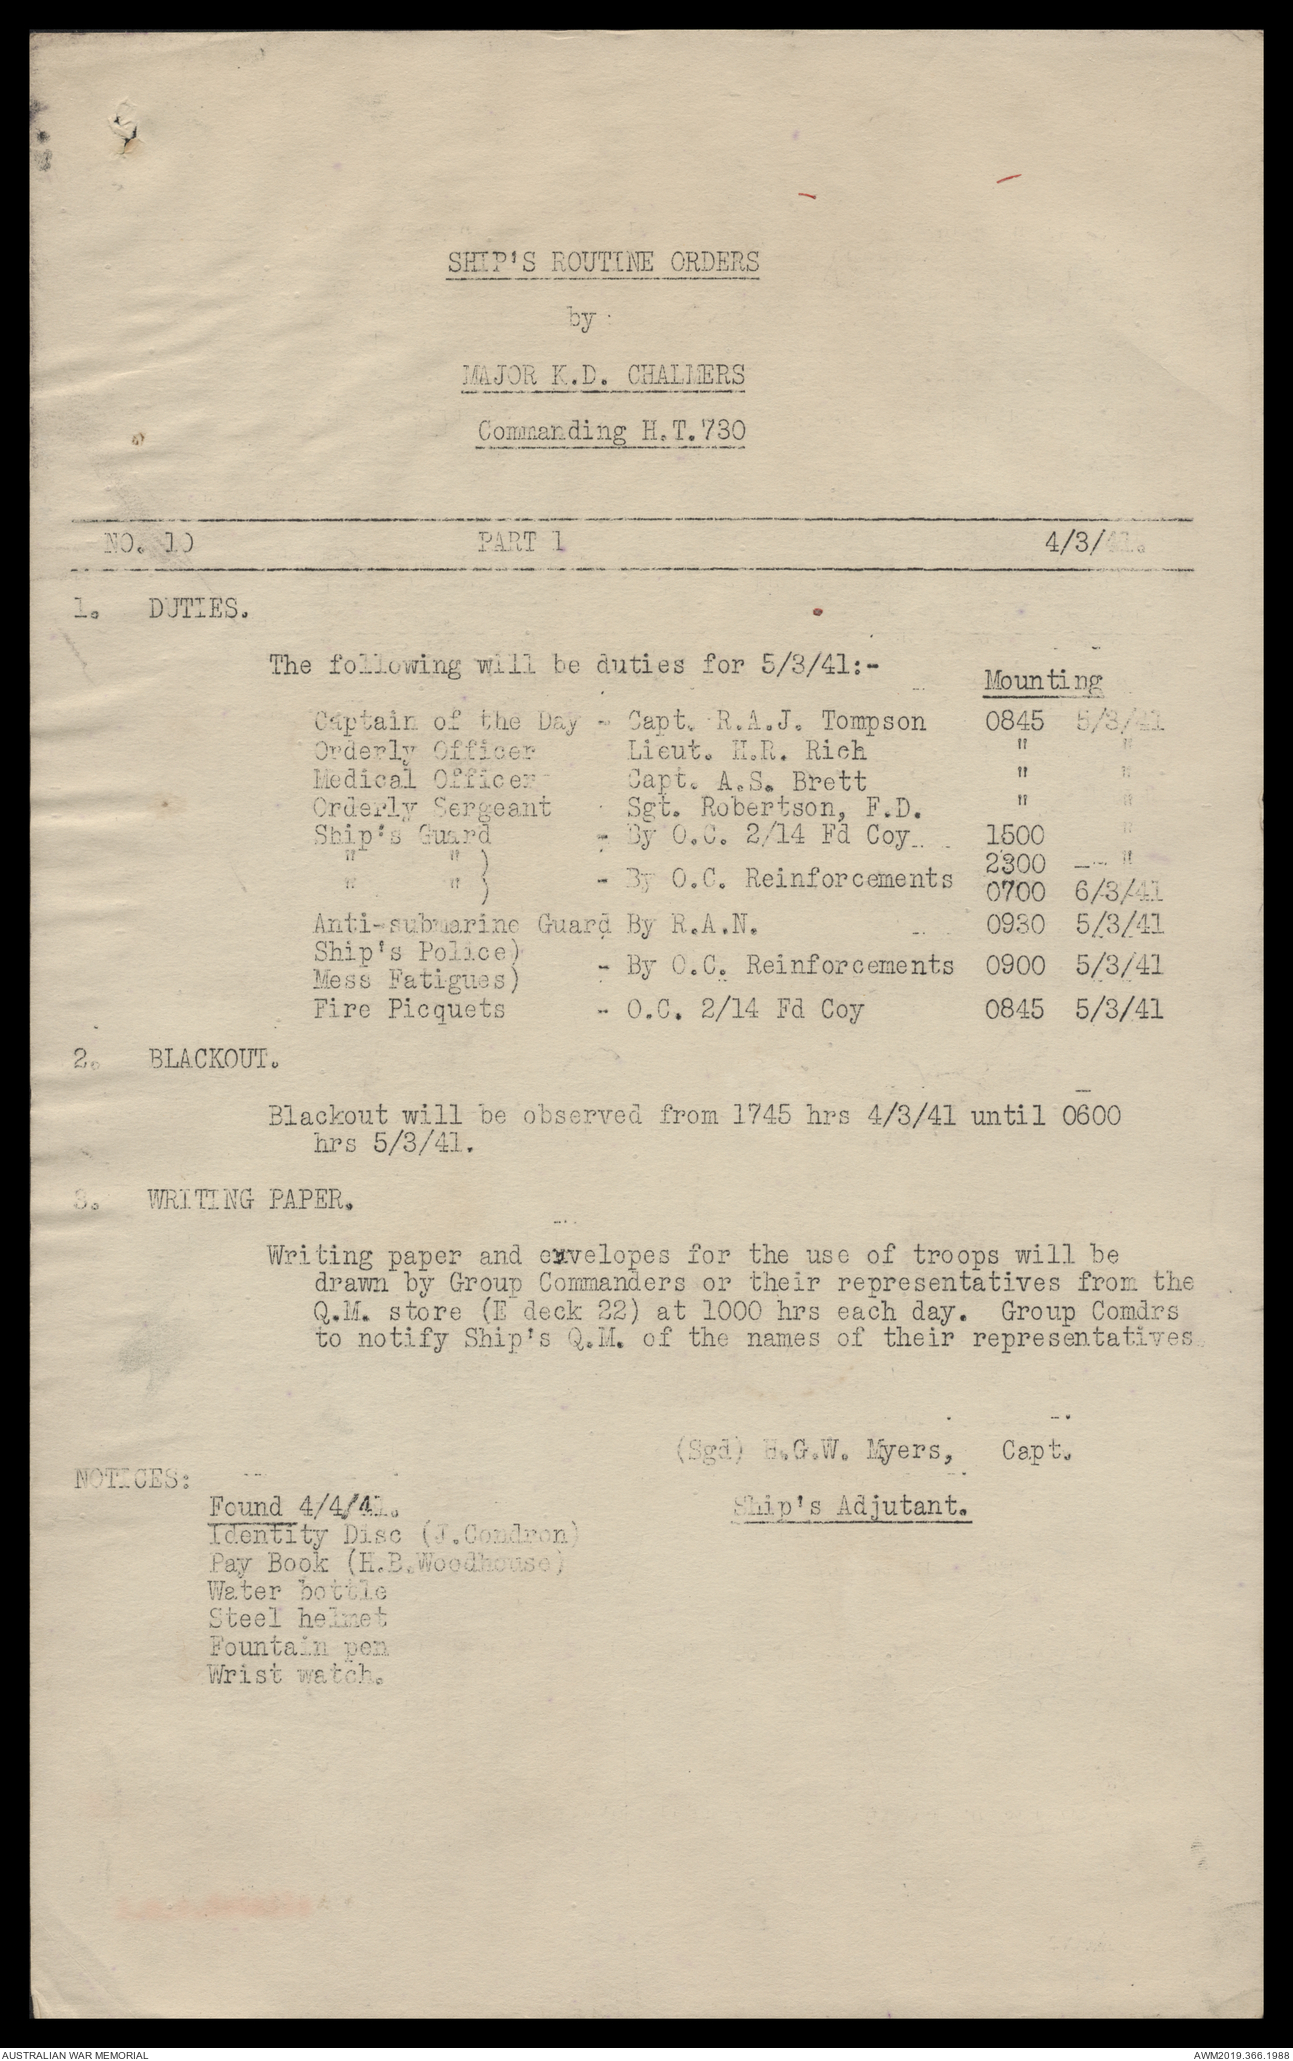 SHIP'S ROUTINE ORDERS
by
MAJOR K.D. CHALMERS
Commanding H.T.730
NO. 10 PART 1 4/3/41.
1. DUTIES.
The following will be duties for 5/3/41:-
Mounting
Captain of the Day - Capt. R.A.J. Tompson 0845 5/3/41
Orderly Officer Lieut. H.R. Rich " "
Medical Officer Capt. A.S. Brett " "
Orderly Sergeant Sgt. Robertson, F.D. " "
Ship's Guard - By O.C. 2/14 Fd Coy 1500 "
" " ) 2300 "
" " ) - By O.C. Reinforcements 0700 6/3/41
Anti-submarine Guard By R.A.N. 0930 5/3/41
Ship's Police)
Mess Fatigues) - By O.C. Reinforcements 0900 5/3/41
Fire Picquets - O.C. 2/14 Fd Coy 0845 5/3/41
2. BLACKOUT.
Blackout will be observed from 1745 hrs 4/3/41 until 0600
hrs 5/3/41.
3. WRITING PAPER.
Writing paper and envelopes for the use of troops will be
drawn by Group Commanders or their representatives from the
Q.M. store (E deck 22) at 1000 hrs each day. Group Comdrs
to notify Ship's Q.M. of the names of their representatives.
(Sgd) H.G.W. Myers, Capt.
Ship's Adjutant.
NOTICES:
Found 4/4/41.
Identity Disc (J.Condron)
Pay Book (H.B.Woodhouse)
Water bottle
Steel helmet
Fountain pen
Wrist watch.
AUSTRALIAN WAR MEMORIAL AWM2019.366.1988